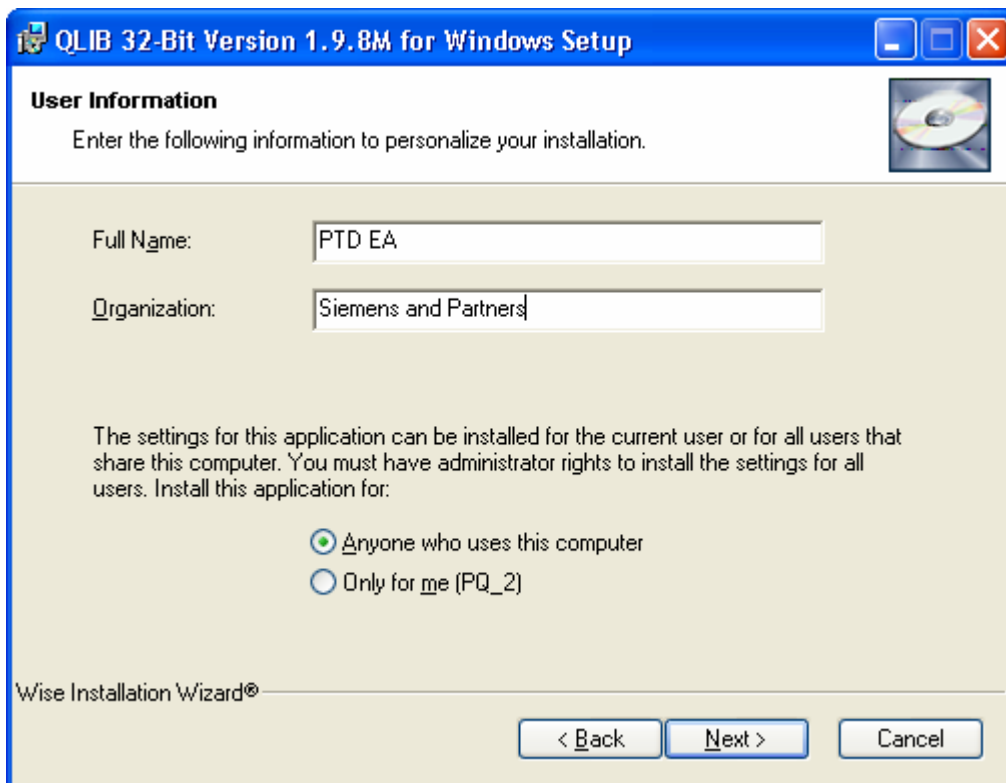 QLIB 32-Bit Version 1.9.8M for Windows Setup
User Information
Enter the following information to personalize your installation.
Full Name:
PTD EA
Organization:
Siemens and Partners
The settings for this application can be installed for the current user or for all users that
share this computer. You must have administrator rights to install the settings for all
users. Install this application for:
Anyone who uses this computer
Only for me (PQ_2)
Wise Installation Wizard®
< Back
Next >
Cancel